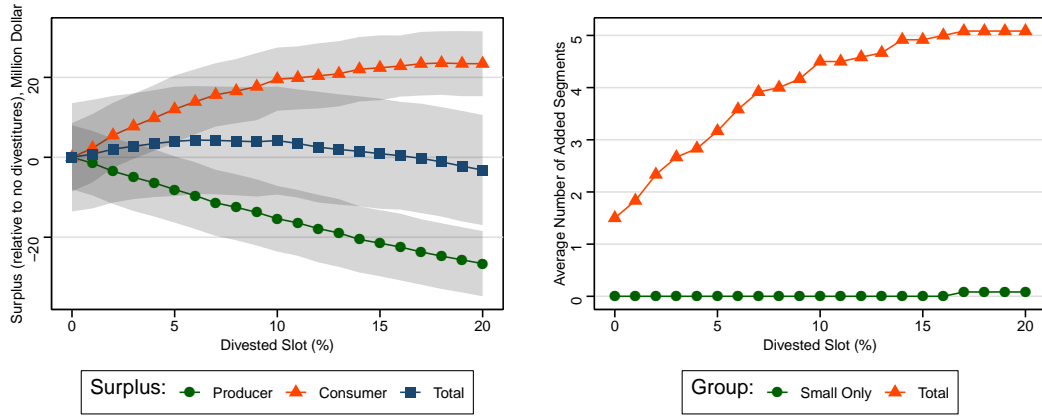 Surplus (relative to no divestitures), Million Dollar
20
0
−20
0
5
10
15
20
Divested Slot (%)
Surplus:
Producer
Consumer
Total
Average Number of Added Segments
5
4
3
2
1
0
0
5
10
15
20
Divested Slot (%)
Group:
Small Only
Total